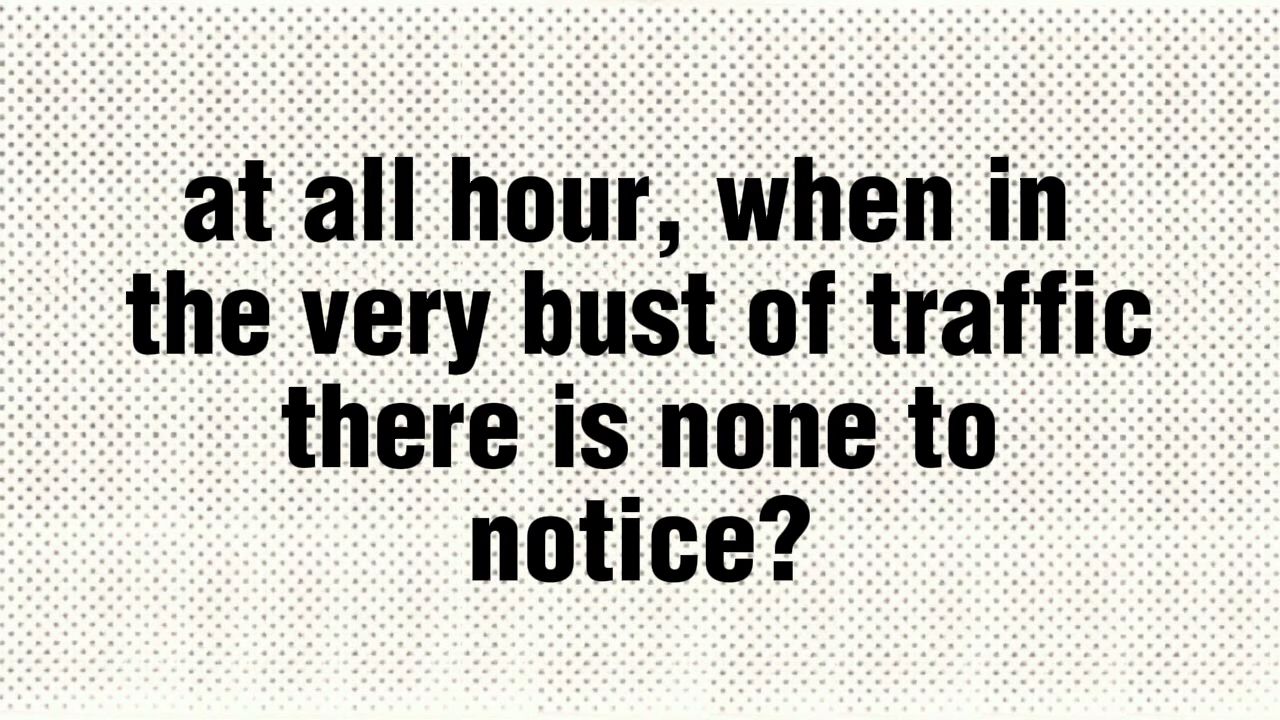 at all hour, when in
the very bust of traffic
there is none to
notice?